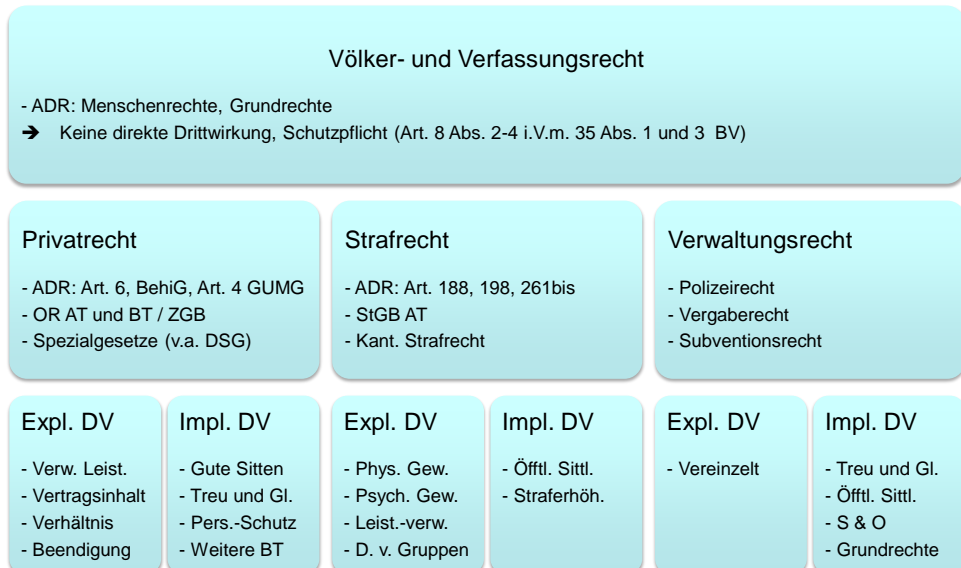 Völker- und Verfassungsrecht
- ADR: Menschenrechte, Grundrechte
➔ Keine direkte Drittwirkung, Schutzpflicht (Art. 8 Abs. 2-4 i.V.m. 35 Abs. 1 und 3 BV)
Privatrecht
- ADR: Art. 6, BehiG, Art. 4 GUMG
- OR AT und BT / ZGB
- Spezialgesetze (v.a. DSG)
Strafrecht
- ADR: Art. 188, 198, 261bis
- StGB AT
- Kant. Strafrecht
Verwaltungsrecht
- Polizeirecht
- Vergaberecht
- Subventionsrecht
Expl. DV
- Verw. Leist.
- Vertragsinhalt
- Verhältnis
- Beendigung
Impl. DV
- Gute Sitten
- Treu und Gl.
- Pers.-Schutz
- Weitere BT
Expl. DV
- Phys. Gew.
- Psych. Gew.
- Leist.-verw.
- D. v. Gruppen
Impl. DV
- Öfftl. Sittl.
- Straferhöh.
Expl. DV
- Vereinzelt
Impl. DV
- Treu und Gl.
- Öfftl. Sittl.
- S & O
- Grundrechte